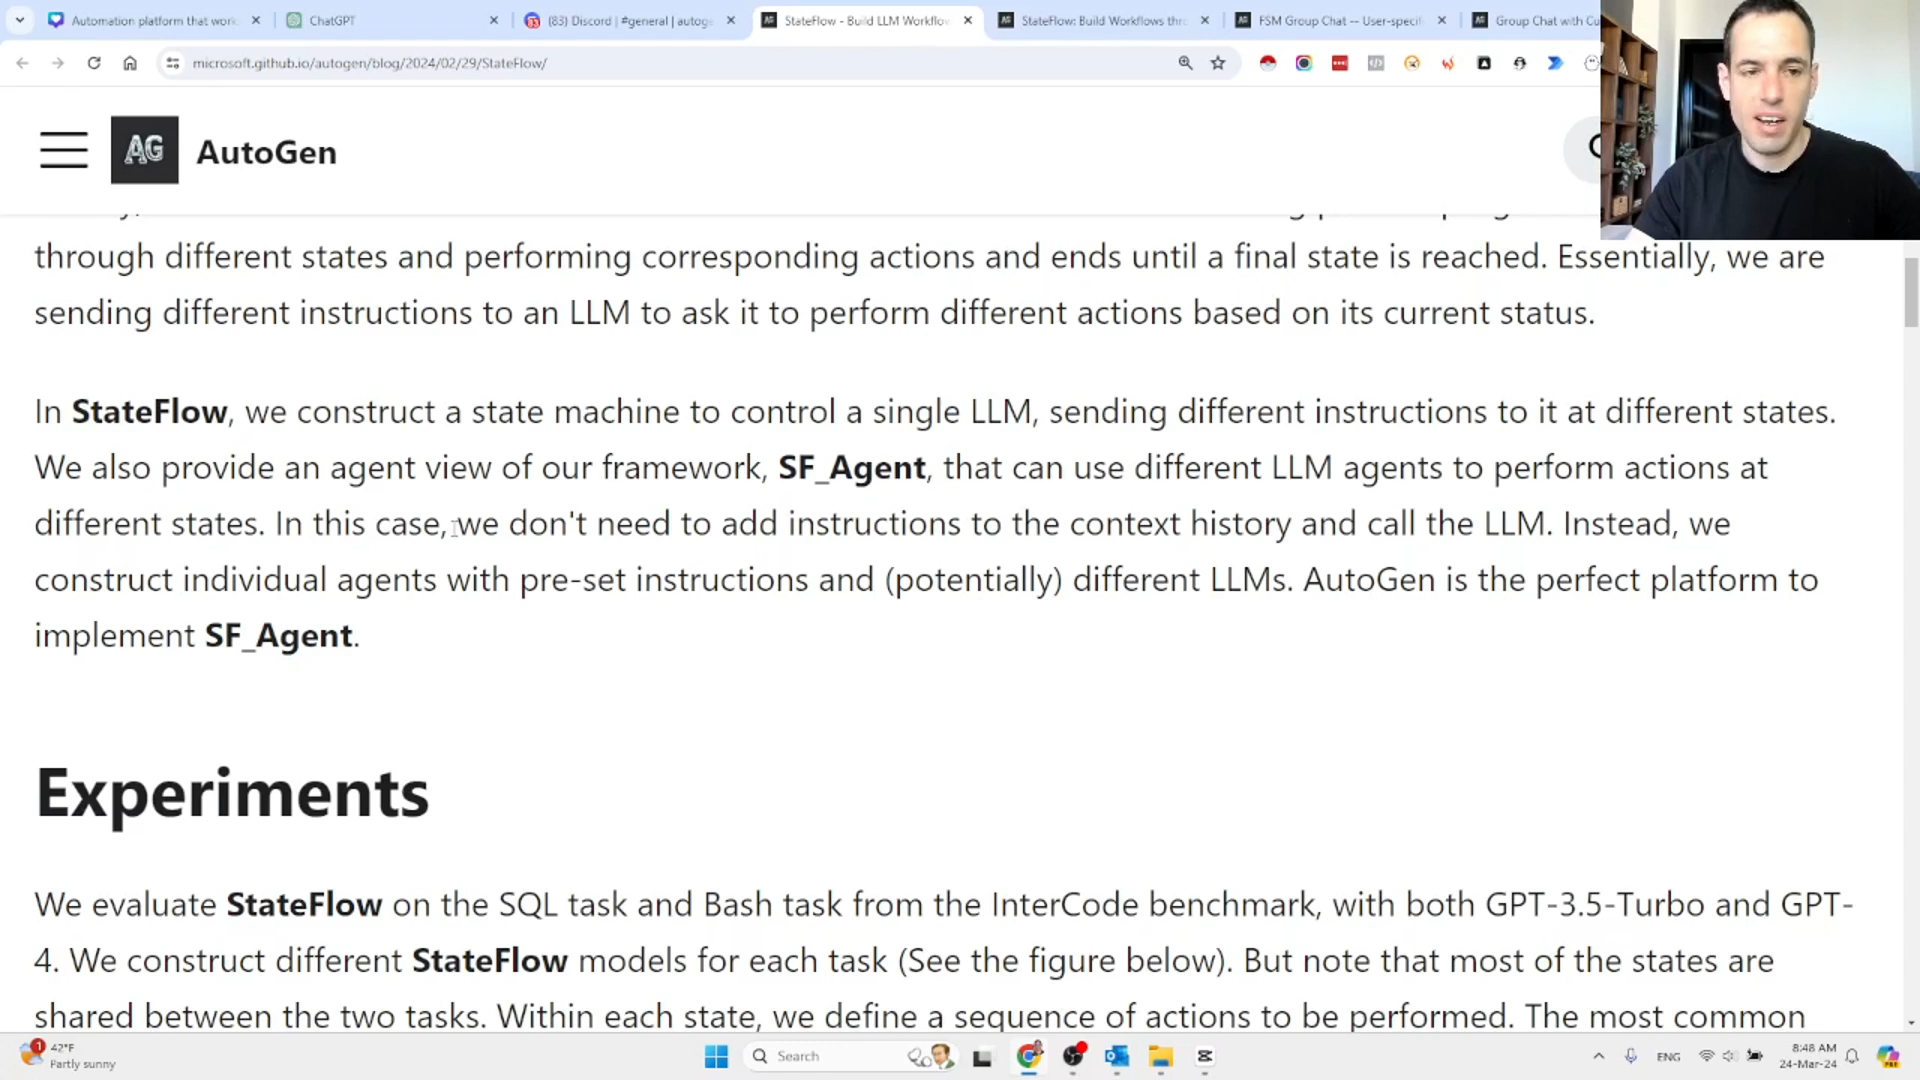 Automation platform that work
ChatGPT
(83) Discord | #general | autoge
StateFlow - Build LLM Workflow
StateFlow: Build Workflows thr
FSM Group Chat -- User-specif
Group Chat with Cu
microsoft.github.io/autogen/blog/2024/02/29/StateFlow/
AG AutoGen
through different states and performing corresponding actions and ends until a final state is reached. Essentially, we are
sending different instructions to an LLM to ask it to perform different actions based on its current status.
In StateFlow, we construct a state machine to control a single LLM, sending different instructions to it at different states.
We also provide an agent view of our framework, SF_Agent, that can use different LLM agents to perform actions at
different states. In this case, we don't need to add instructions to the context history and call the LLM. Instead, we
construct individual agents with pre-set instructions and (potentially) different LLMs. AutoGen is the perfect platform to
implement SF_Agent.
Experiments
We evaluate StateFlow on the SQL task and Bash task from the InterCode benchmark, with both GPT-3.5-Turbo and GPT-
4. We construct different StateFlow models for each task (See the figure below). But note that most of the states are
shared between the two tasks. Within each state, we define a sequence of actions to be performed. The most common
1
42°F
Partly sunny
Search
ENG
8:48 AM
24-Mar-24